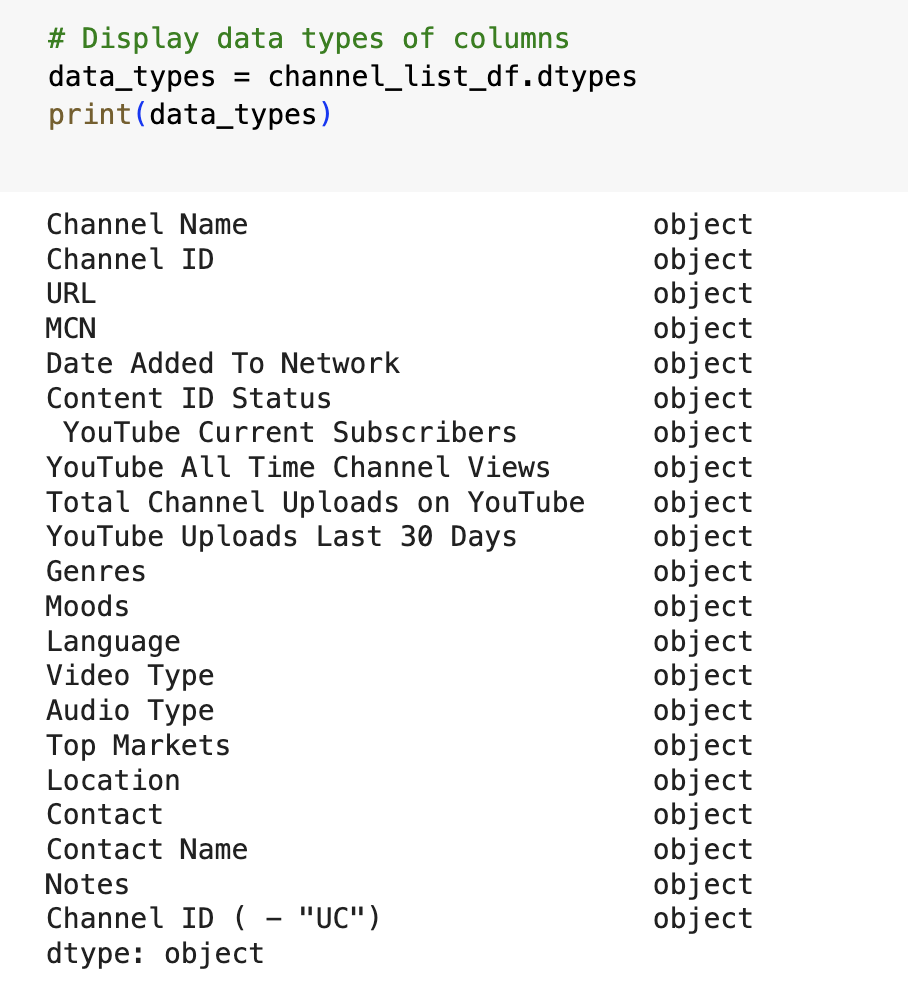 # Display data types of columns
data_types = channel_list_df.dtypes
print(data_types)
Channel Name object
Channel ID object
URL object
MCN object
Date Added To Network object
Content ID Status object
 YouTube Current Subscribers object
YouTube All Time Channel Views object
Total Channel Uploads on YouTube object
YouTube Uploads Last 30 Days object
Genres object
Moods object
Language object
Video Type object
Audio Type object
Top Markets object
Location object
Contact object
Contact Name object
Notes object
Channel ID ( – "UC") object
dtype: object